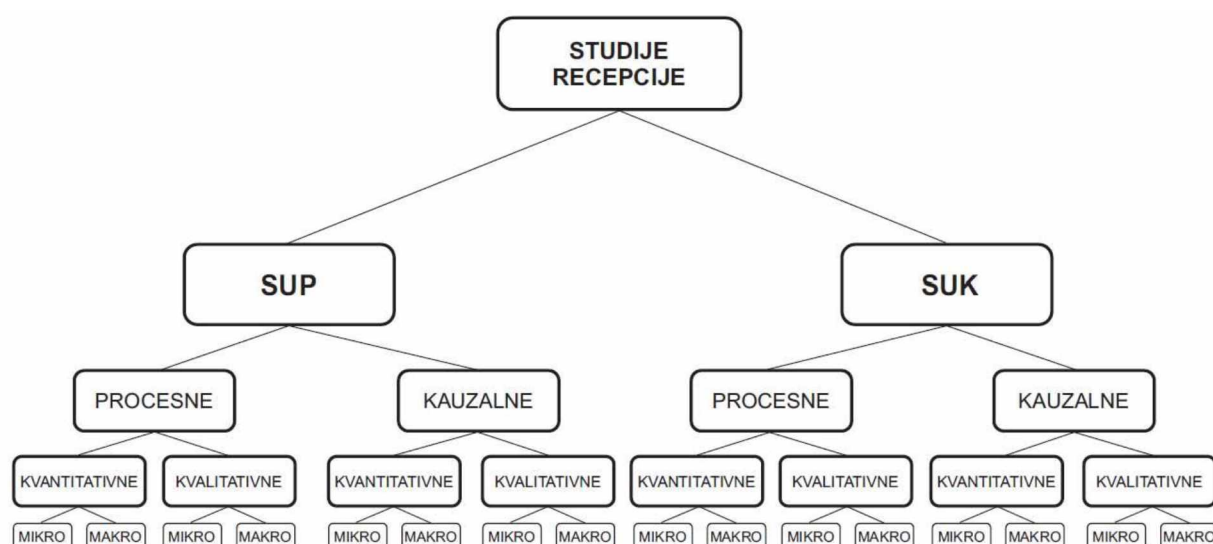 STUDIJE
RECEPCIJE
SUP SUK
PROCESNE KAUZALNE PROCESNE KAUZALNE
KVANTITATIVNE KVALITATIVNE KVANTITATIVNE KVALITATIVNE KVANTITATIVNE KVALITATIVNE KVANTITATIVNE KVALITATIVNE
MIKRO MAKRO MIKRO MAKRO MIKRO MAKRO MIKRO MAKRO MIKRO MAKRO MIKRO MAKRO MIKRO MAKRO MIKRO MAKRO